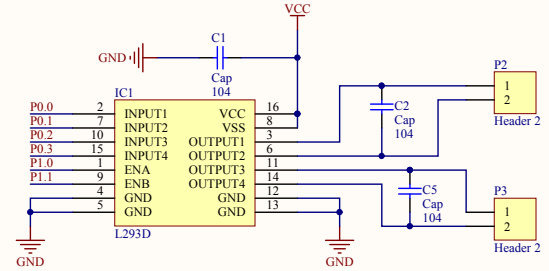 VCC
C1
GND
Cap
104
IC1
P0.0 2 INPUT1 VCC 16
P0.1 7 INPUT2 VSS 8
P0.2 10 INPUT3 OUTPUT1 3
P0.3 15 INPUT4 OUTPUT2 6
P1.0 1 ENA OUTPUT3 11
P1.1 9 ENB OUTPUT4 14
4 GND GND 12
5 GND GND 13
L293D
GND
GND
C2
Cap
104
C5
Cap
104
P2
1
2
Header 2
P3
1
2
Header 2